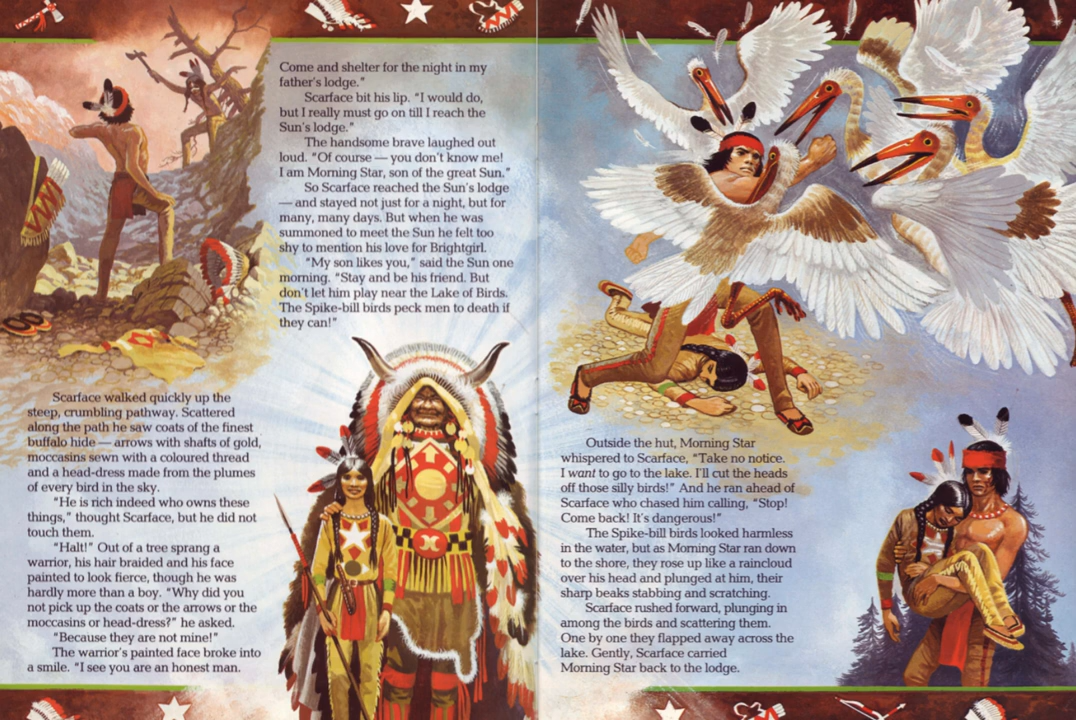 Come and shelter for the night in my
father's lodge."
Scarface bit his lip. "I would do,
but I really must go on till I reach the
Sun's lodge."
The handsome brave laughed out
loud. "Of course — you don't know me!
I am Morning Star, son of the great Sun."
So Scarface reached the Sun's lodge
— and stayed not just for a night, but for
many, many days. But when he was
summoned to meet the Sun he felt too
shy to mention his love for Brightgirl.
"My son likes you," said the Sun one
morning. "Stay and be his friend. But
don't let him play near the Lake of Birds.
The Spike-bill birds peck men to death if
they can!"
Scarface walked quickly up the
steep, crumbling pathway. Scattered
along the path he saw coats of the finest
buffalo hide — arrows with shafts of gold,
moccasins sewn with a coloured thread
and a head-dress made from the plumes
of every bird in the sky.
"He is rich indeed who owns these
things," thought Scarface, but he did not
touch them.
"Halt!" Out of a tree sprang a
warrior, his hair braided and his face
painted to look fierce, though he was
hardly more than a boy. "Why did you
not pick up the coats or the arrows or the
moccasins or head-dress?" he asked.
"Because they are not mine!"
The warrior's painted face broke into
a smile. "I see you are an honest man.
Outside the hut, Morning Star
whispered to Scarface, "Take no notice.
I want to go to the lake. I'll cut the heads
off those silly birds!" And he ran ahead of
Scarface who chased him calling, "Stop!
Come back! It's dangerous!"
The Spike-bill birds looked harmless
in the water, but as Morning Star ran down
to the shore, they rose up like a raincloud
over his head and plunged at him, their
sharp beaks stabbing and scratching.
Scarface rushed forward, plunging in
among the birds and scattering them.
One by one they flapped away across the
lake. Gently, Scarface carried
Morning Star back to the lodge.